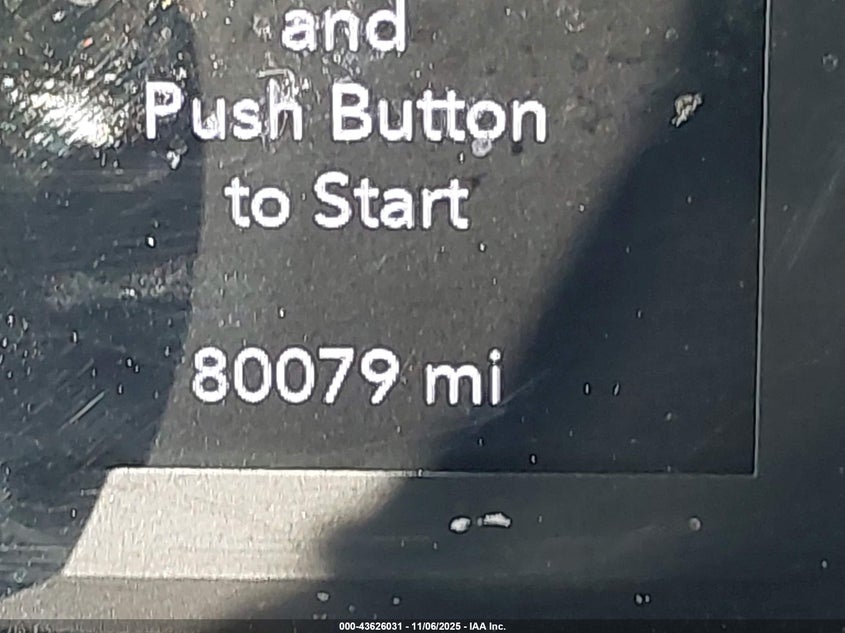 and
Push Button
to Start
80079 mi
000-43626031 - 11/06/2025 - IAA Inc.